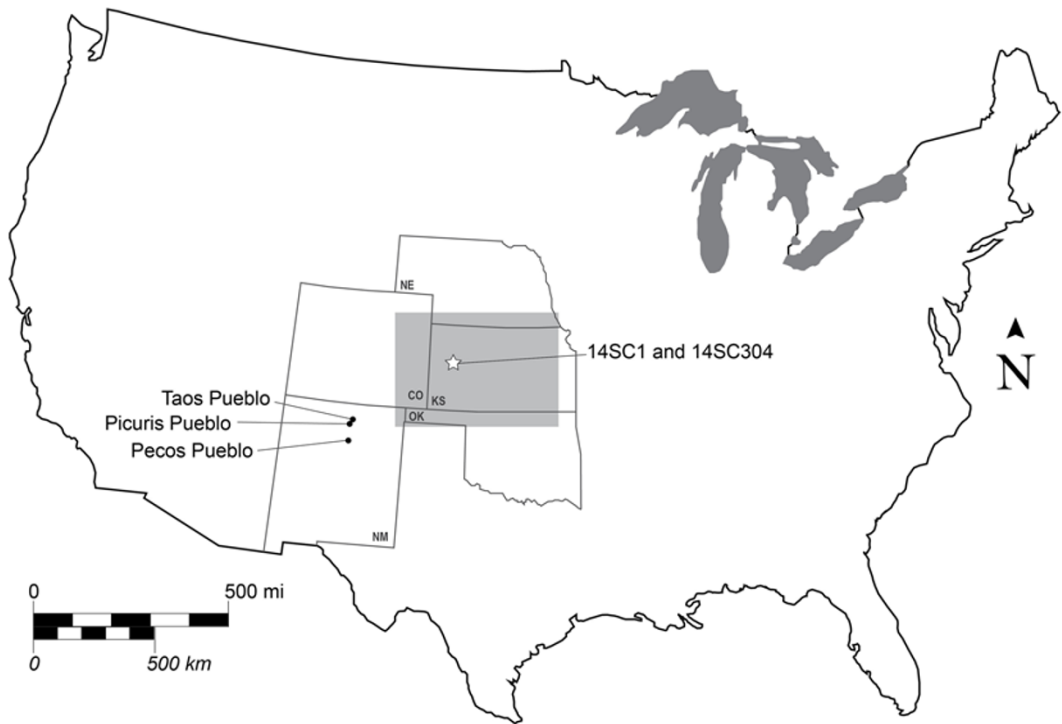 NE
14SC1 and 14SC304
N
CO
KS
OK
Taos Pueblo
Picuris Pueblo
Pecos Pueblo
NM
0
500 mi
0
500 km